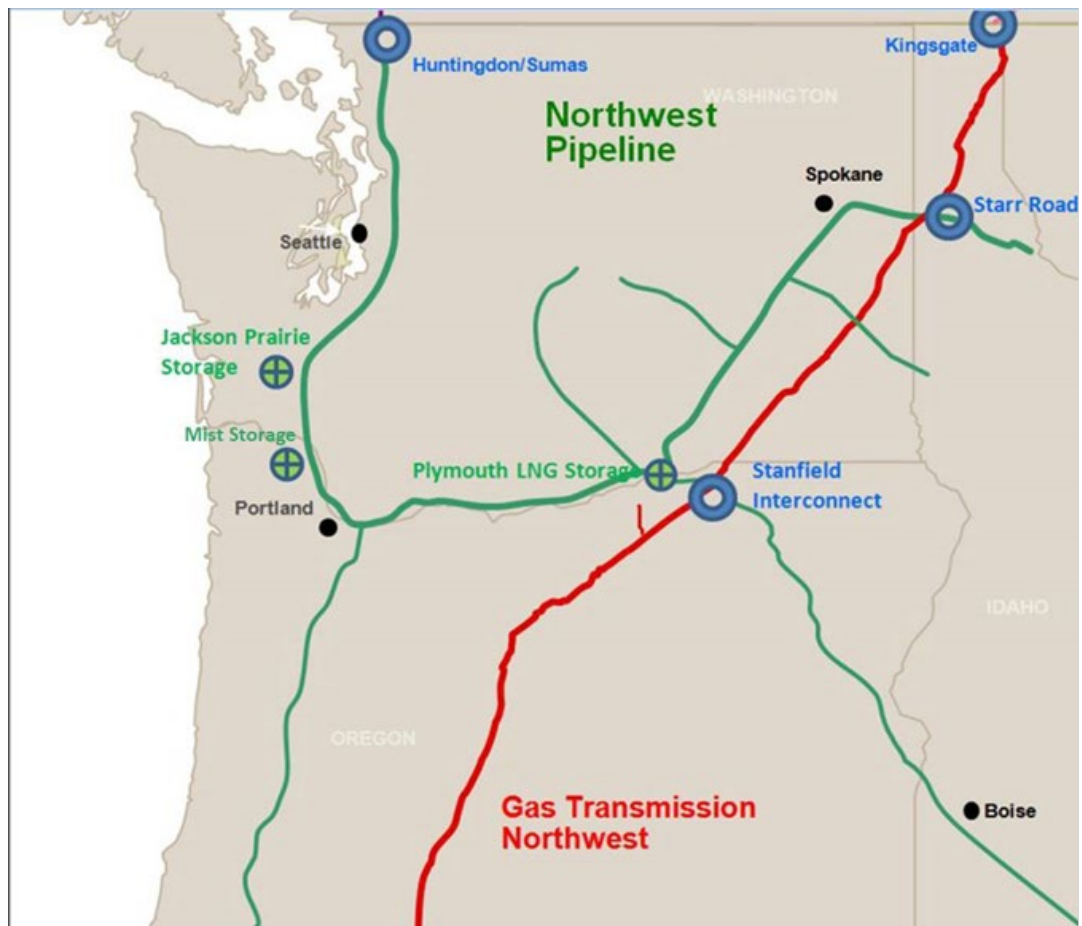 Huntingdon/Sumas
Kingsgate
WASHINGTON
Northwest
Pipeline
Spokane
Starr Road
Seattle
Jackson Prairie
Storage
Mist Storage
Plymouth LNG Storage
Stanfield
Interconnect
Portland
IDAHO
OREGON
Gas Transmission
Northwest
Boise